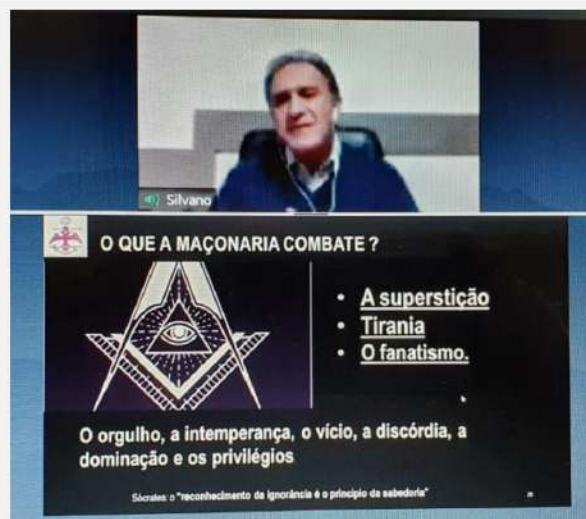 Silvano
O QUE A MAÇONARIA COMBATE ?
• A superstição
• Tirania
• O fanatismo.
O orgulho, a intemperança, o vício, a discórdia, a
dominação e os privilégios
Sócrates: o "reconhecimento da ignorância é o princípio da sabedoria"